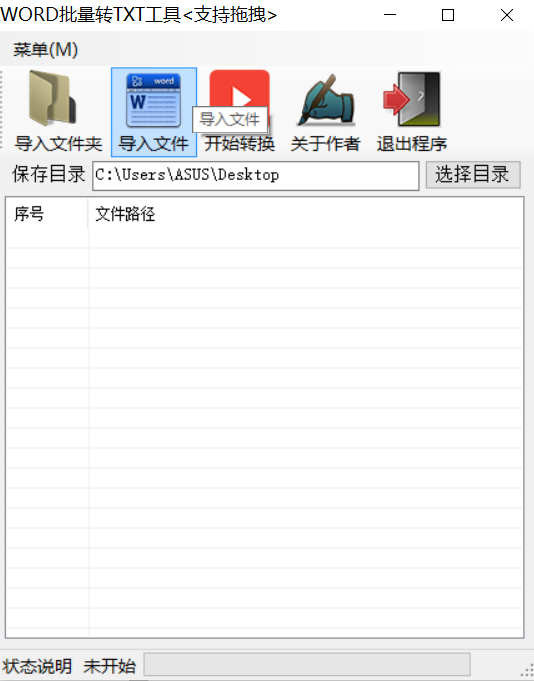 WORD批量转TXT工具<支持拖拽>
菜单(M)
word
W
导入文件夹 导入文件 开始转换 关于作者 退出程序
导入文件
保存目录 C:\Users\ASUS\Desktop 选择目录
序号 文件路径
状态说明 未开始